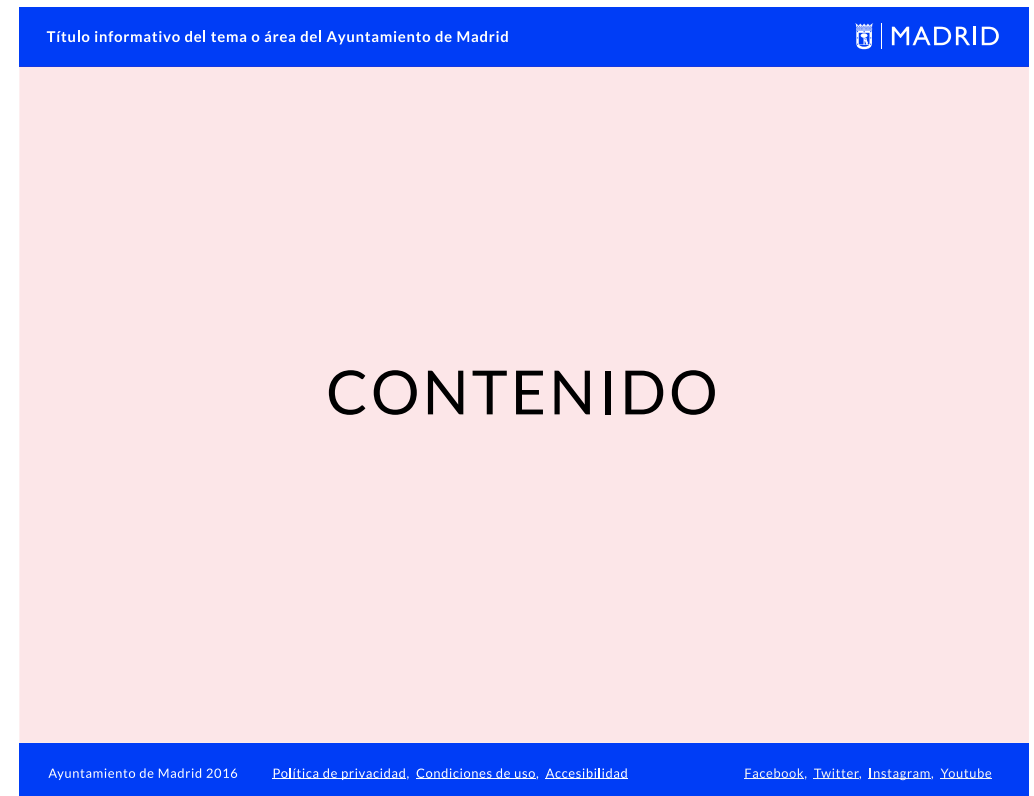 Título informativo del tema o área del Ayuntamiento de Madrid
MADRID
CONTENIDO
Ayuntamiento de Madrid 2016 Política de privacidad, Condiciones de uso, Accesibilidad Facebook, Twitter, Instagram, Youtube